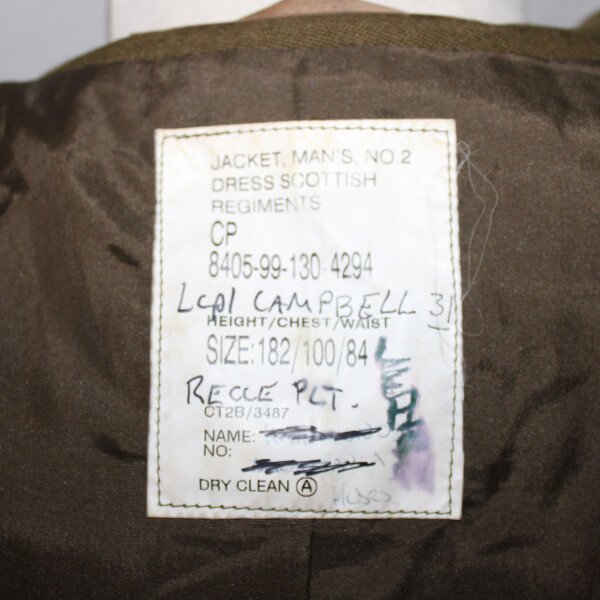 JACKET, MAN'S, NO.2
DRESS SCOTTISH
REGIMENTS.
CP
8405-99-130 4294
Lcpl CAMPBELL 31
HEIGHT/CHEST/WAIST
SIZE: 182/100/84
RECCE PLT.
CT2B/3487
NAME:
NO:
DRY CLEAN A